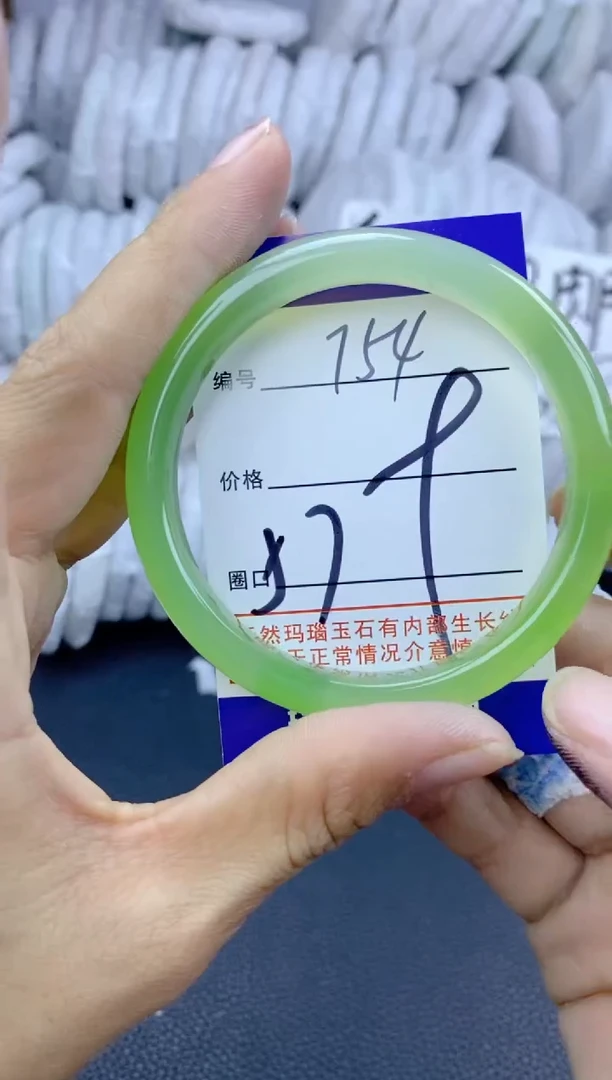 编号 754
价格
圈口 57
然玛瑙玉石有内部生长
正常情况介意慎